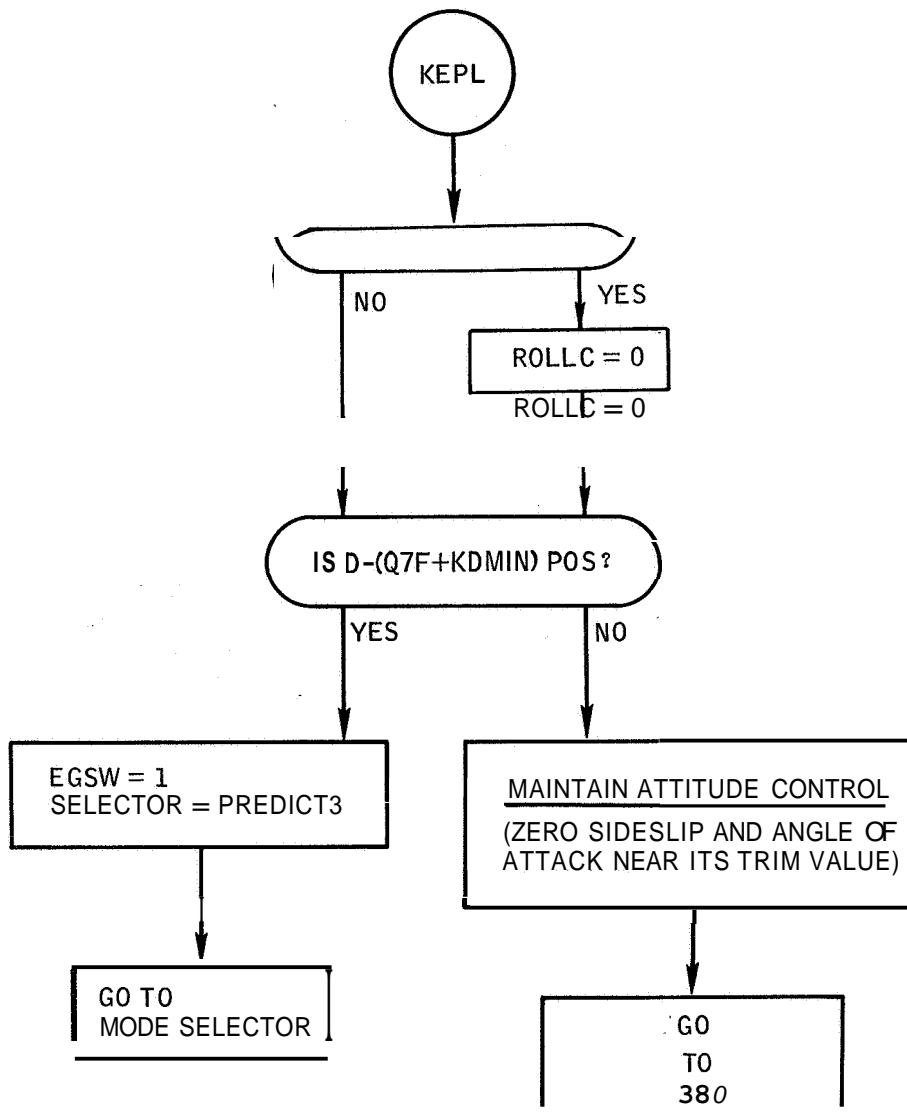 KEPL
NO
YES
ROLLC = 0
ROLLC = 0
IS D-(Q7F+KDMIN) POS?
YES
NO
EGSW = 1
SELECTOR = PREDICT3
MAINTAIN ATTITUDE CONTROL
(ZERO SIDESLIP AND ANGLE OF
ATTACK NEAR ITS TRIM VALUE)
GO TO
MODE SELECTOR
GO
TO
380